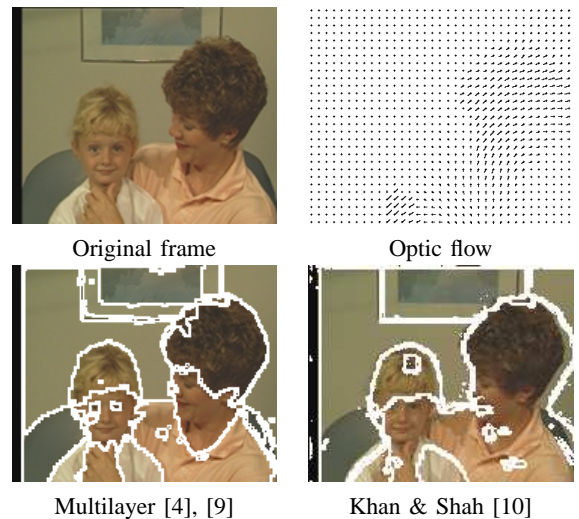 Original frame
Optic flow
Multilayer [4], [9]
Khan & Shah [10]